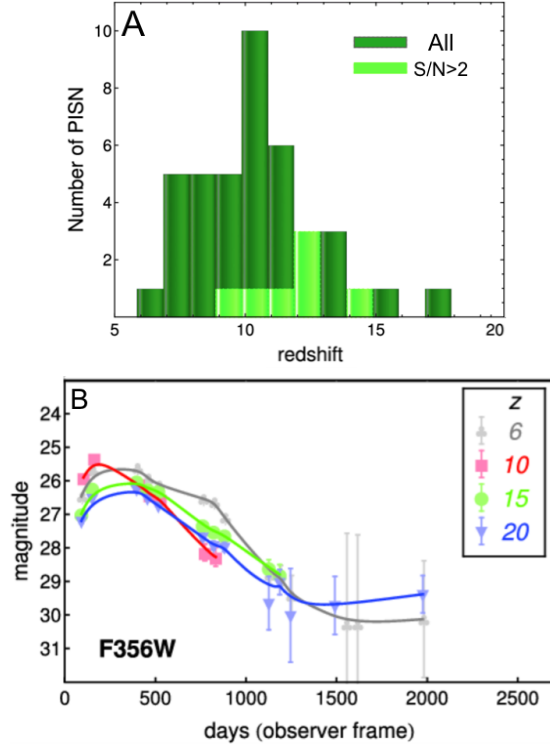 A
All
S/N>2
Number of PISN
10
8
6
4
2
5
10
15
20
redshift
B
z
6
10
15
20
24
25
26
27
28
29
30
31
magnitude
F356W
0
500
1000
1500
2000
2500
days (observer frame)